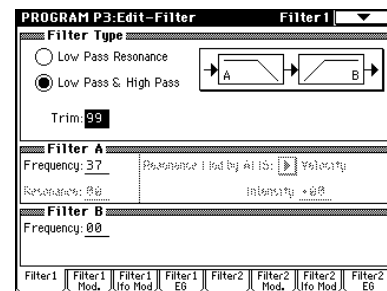 PROGRAM P3:Edit-Filter Filter1
Filter Type
Low Pass Resonance
Low Pass & High Pass
A B
Trim: 99
Filter A
Frequency: 37 Resonance Mod by AMS: Velocity
Resonance: 00 Intensity +00
Filter B
Frequency: 00
Filter1 Filter1 Mod. Filter1 lfo Mod Filter1 EG Filter2 Filter2 Mod. Filter2 lfo Mod Filter2 EG